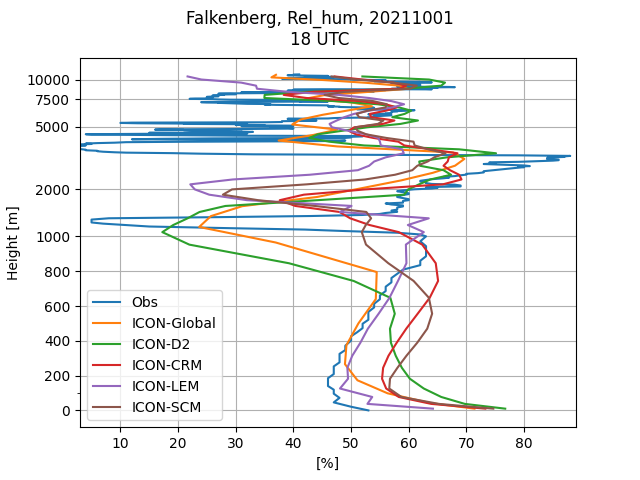 Falkenberg, Rel_hum, 20211001
18 UTC
10000
7500
5000
2000
1000
800
600
400
200
0
Height [m]
Obs
ICON-Global
ICON-D2
ICON-CRM
ICON-LEM
ICON-SCM
10 20 30 40 50 60 70 80
[%]